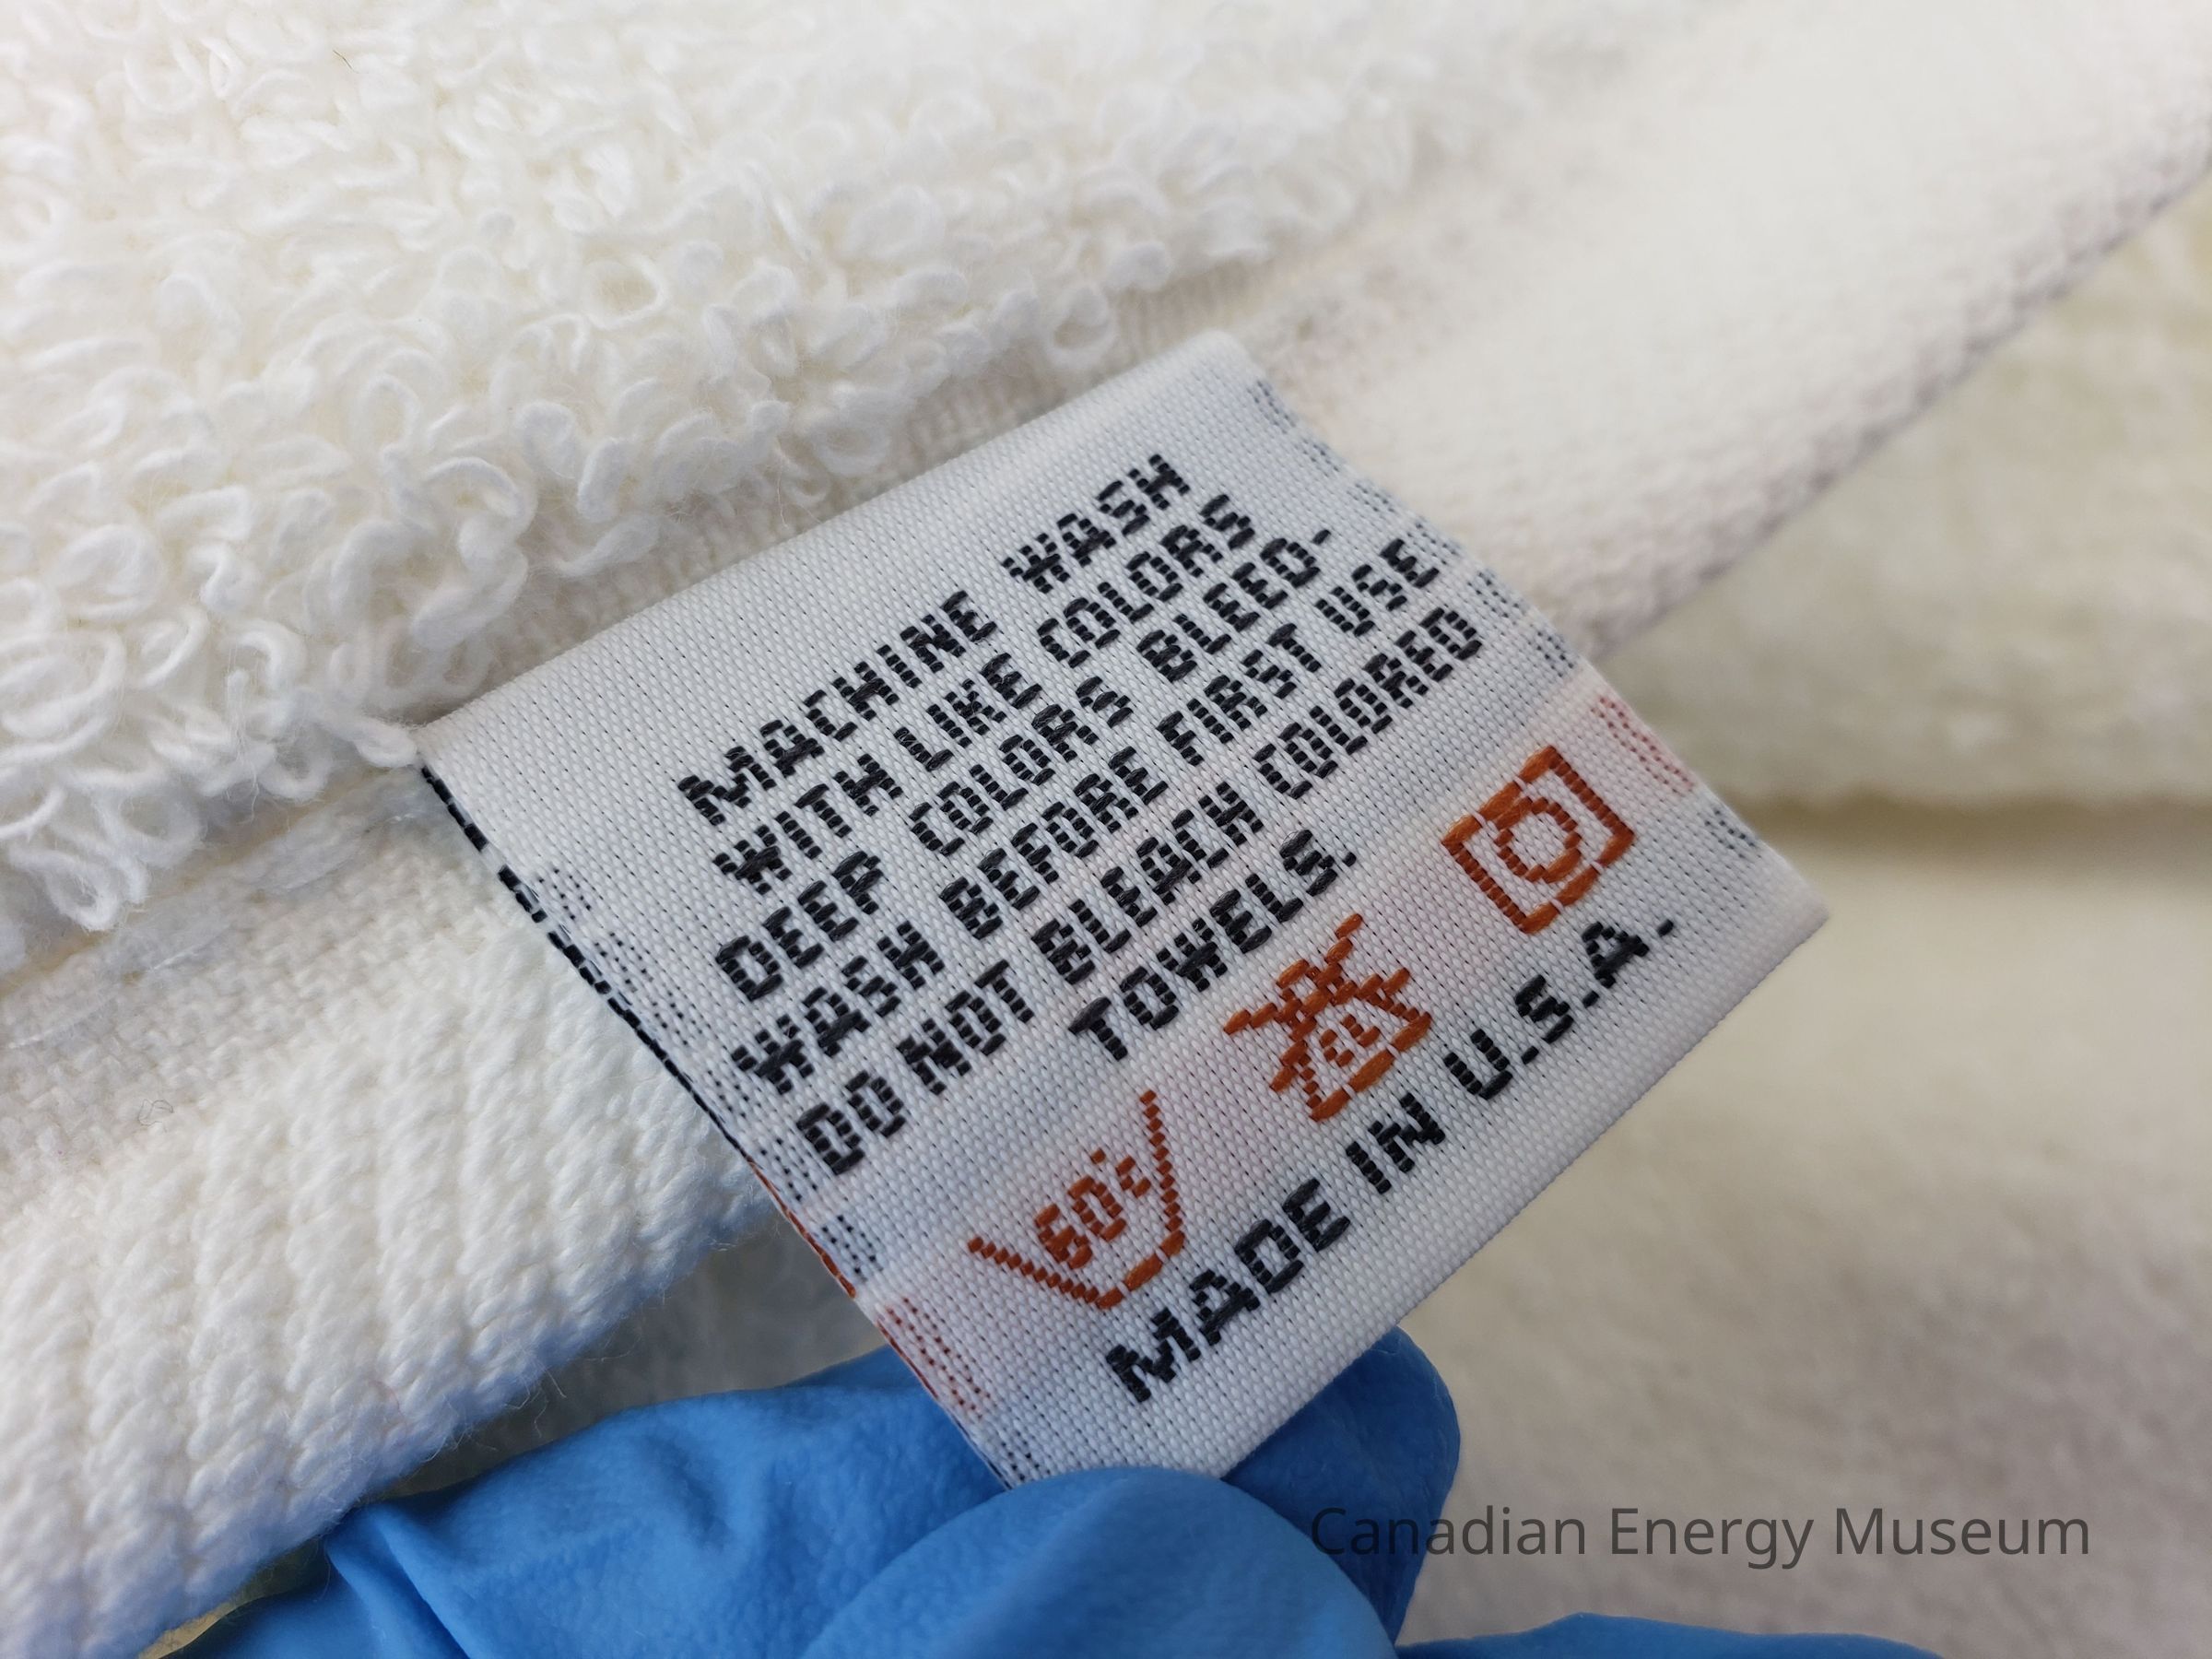 MACHINE WASH
WITH LIKE COLORS
DEEP COLORS BLEED.
WASH BEFORE FIRST USE
DO NOT BLEACH COLORED
TOWELS.
60°c
CL
MADE IN U.S.A.
Canadian Energy Museum